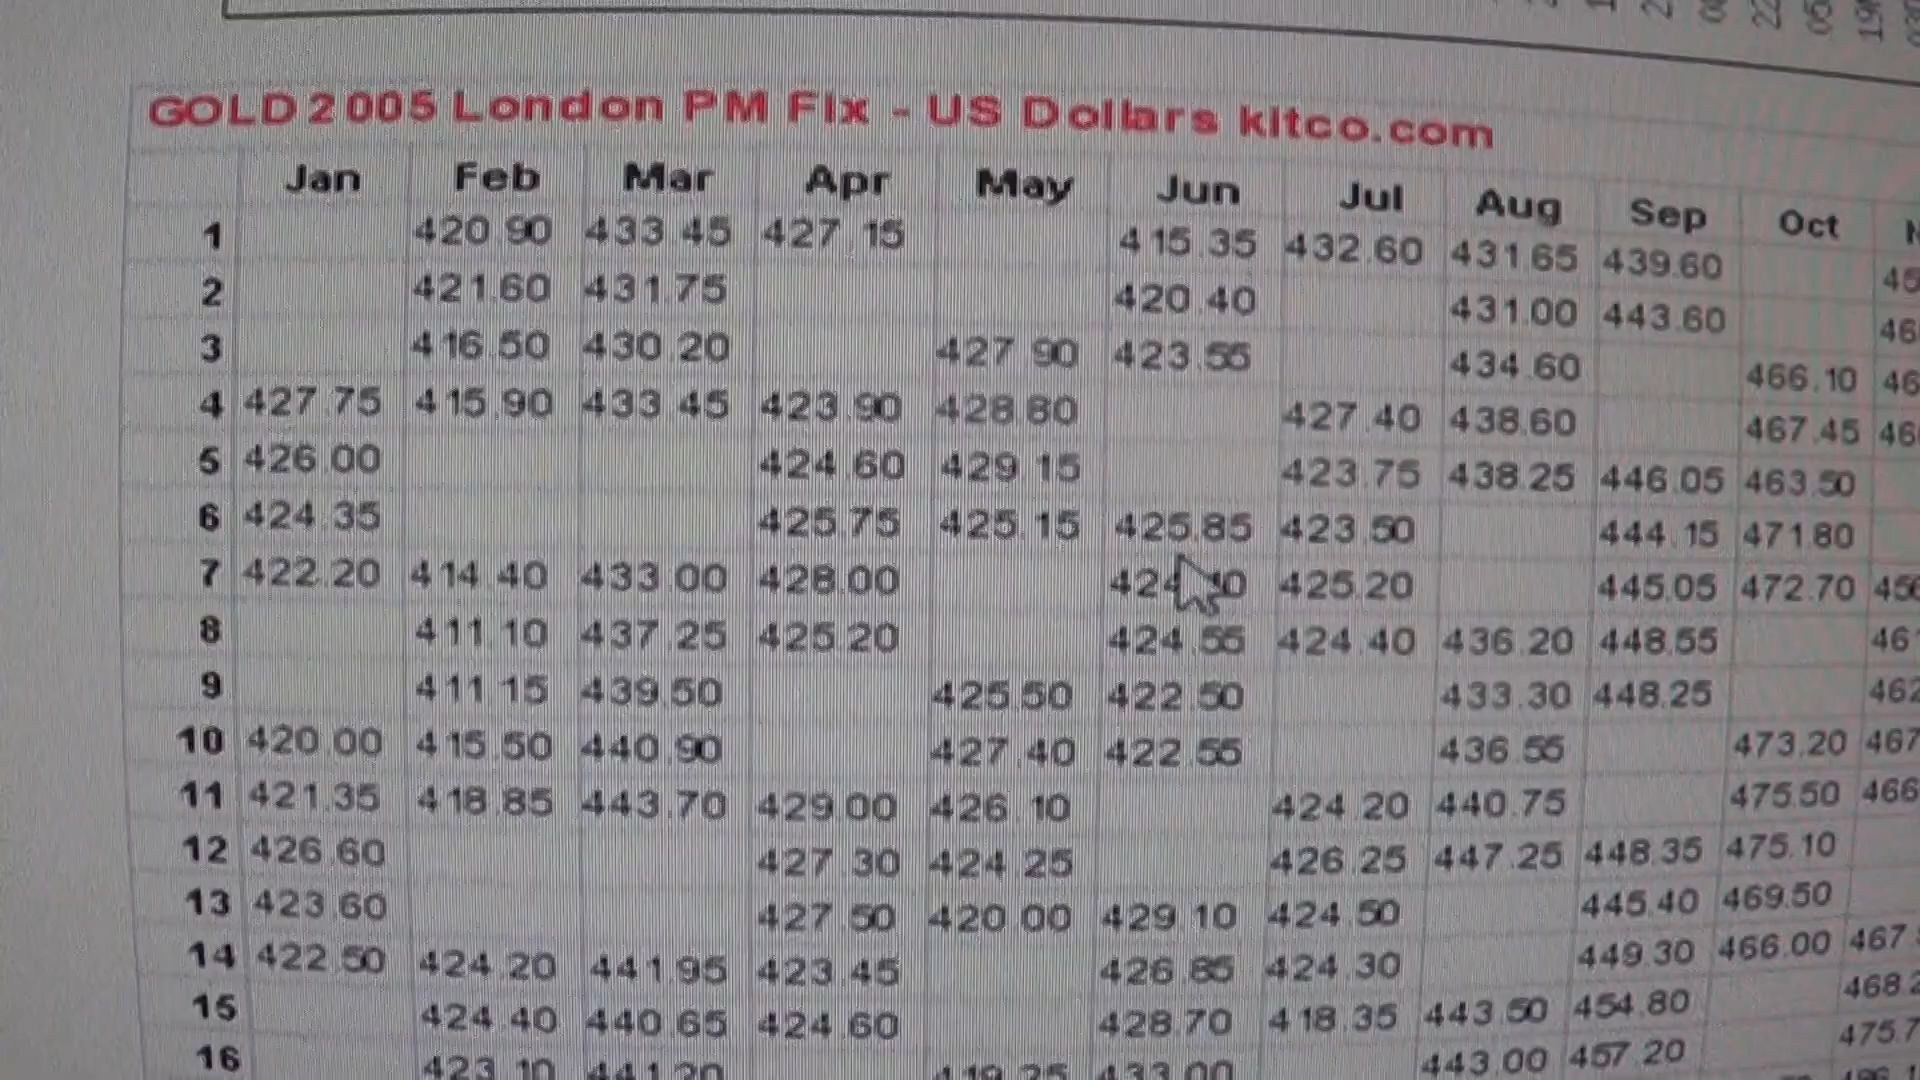 GOLD 2005 London PM Fix - US Dollars kitco.com
Jan Feb Mar Apr May Jun Jul Aug Sep Oct
1 420.90 433.45 427.15 415.35 432.60 431.65 439.60
2 421.60 431.75 420.40 431.00 443.60
3 416.50 430.20 427.90 423.55 434.60 466.10
4 427.75 415.90 433.45 423.90 428.80 427.40 438.60 467.45
5 426.00 424.60 429.15 423.75 438.25 446.05 463.50
6 424.35 425.75 425.15 425.85 423.50 444.15 471.80
7 422.20 414.40 433.00 428.00 425.20 445.05 472.70
8 411.10 437.25 425.20 424.55 424.40 436.20 448.55
9 411.15 439.50 425.50 422.50 433.30 448.25
10 420.00 415.50 440.90 427.40 422.55 436.55 473.20
11 421.35 418.85 443.70 429.00 426.10 424.20 440.75 475.50
12 426.60 427.30 424.25 426.25 447.25 448.35 475.10
13 423.60 427.50 420.00 429.10 424.50 445.40 469.50
14 422.50 424.20 441.95 423.45 426.85 424.30 449.30 466.00
15 424.40 440.65 424.60 428.70 418.35 443.50 454.80
16 423.10 441.20 419.25 433.00 443.00 457.20